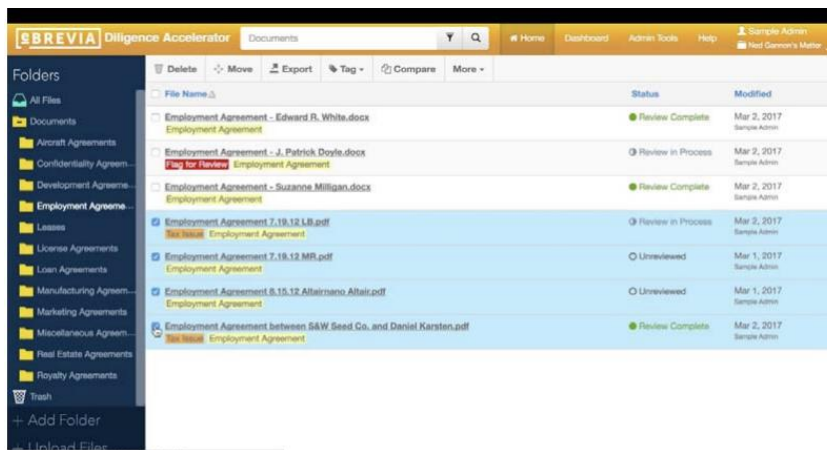 eBREVIA Diligence Accelerator Documents Home Dashboard Admin Tools Help Sample Admin
Ned Gannon's Matter
Folders
Delete Move Export Tag Compare More
All Files
File Name Status Modified
Documents
Employment Agreement - Edward R. White.docx Review Complete Mar 2, 2017
Employment Agreement Sample Admin
Aircraft Agreements
Employment Agreement - J. Patrick Doyle.docx Review in Process Mar 2, 2017
Flag for Review Employment Agreement Sample Admin
Confidentiality Agreem...
Development Agreeme...
Employment Agreement - Suzanne Milligan.docx Review Complete Mar 2, 2017
Employment Agreement Sample Admin
Employment Agreeme...
Leases
Employment Agreement 7.19.12 LB.pdf Review in Process Mar 2, 2017
Tax Issue Employment Agreement Sample Admin
License Agreements
Employment Agreement 7.19.12 MR.pdf Unreviewed Mar 1, 2017
Employment Agreement Sample Admin
Loan Agreements
Manufacturing Agreem...
Employment Agreement 8.15.12 Altairnano Altair.pdf Unreviewed Mar 1, 2017
Employment Agreement Sample Admin
Marketing Agreements
Miscellaneous Agreem...
Employment Agreement between S&W Seed Co. and Daniel Karsten.pdf Review Complete Mar 2, 2017
Tax Issue Employment Agreement Sample Admin
Real Estate Agreements
Royalty Agreements
Trash
+ Add Folder
+ Upload Files